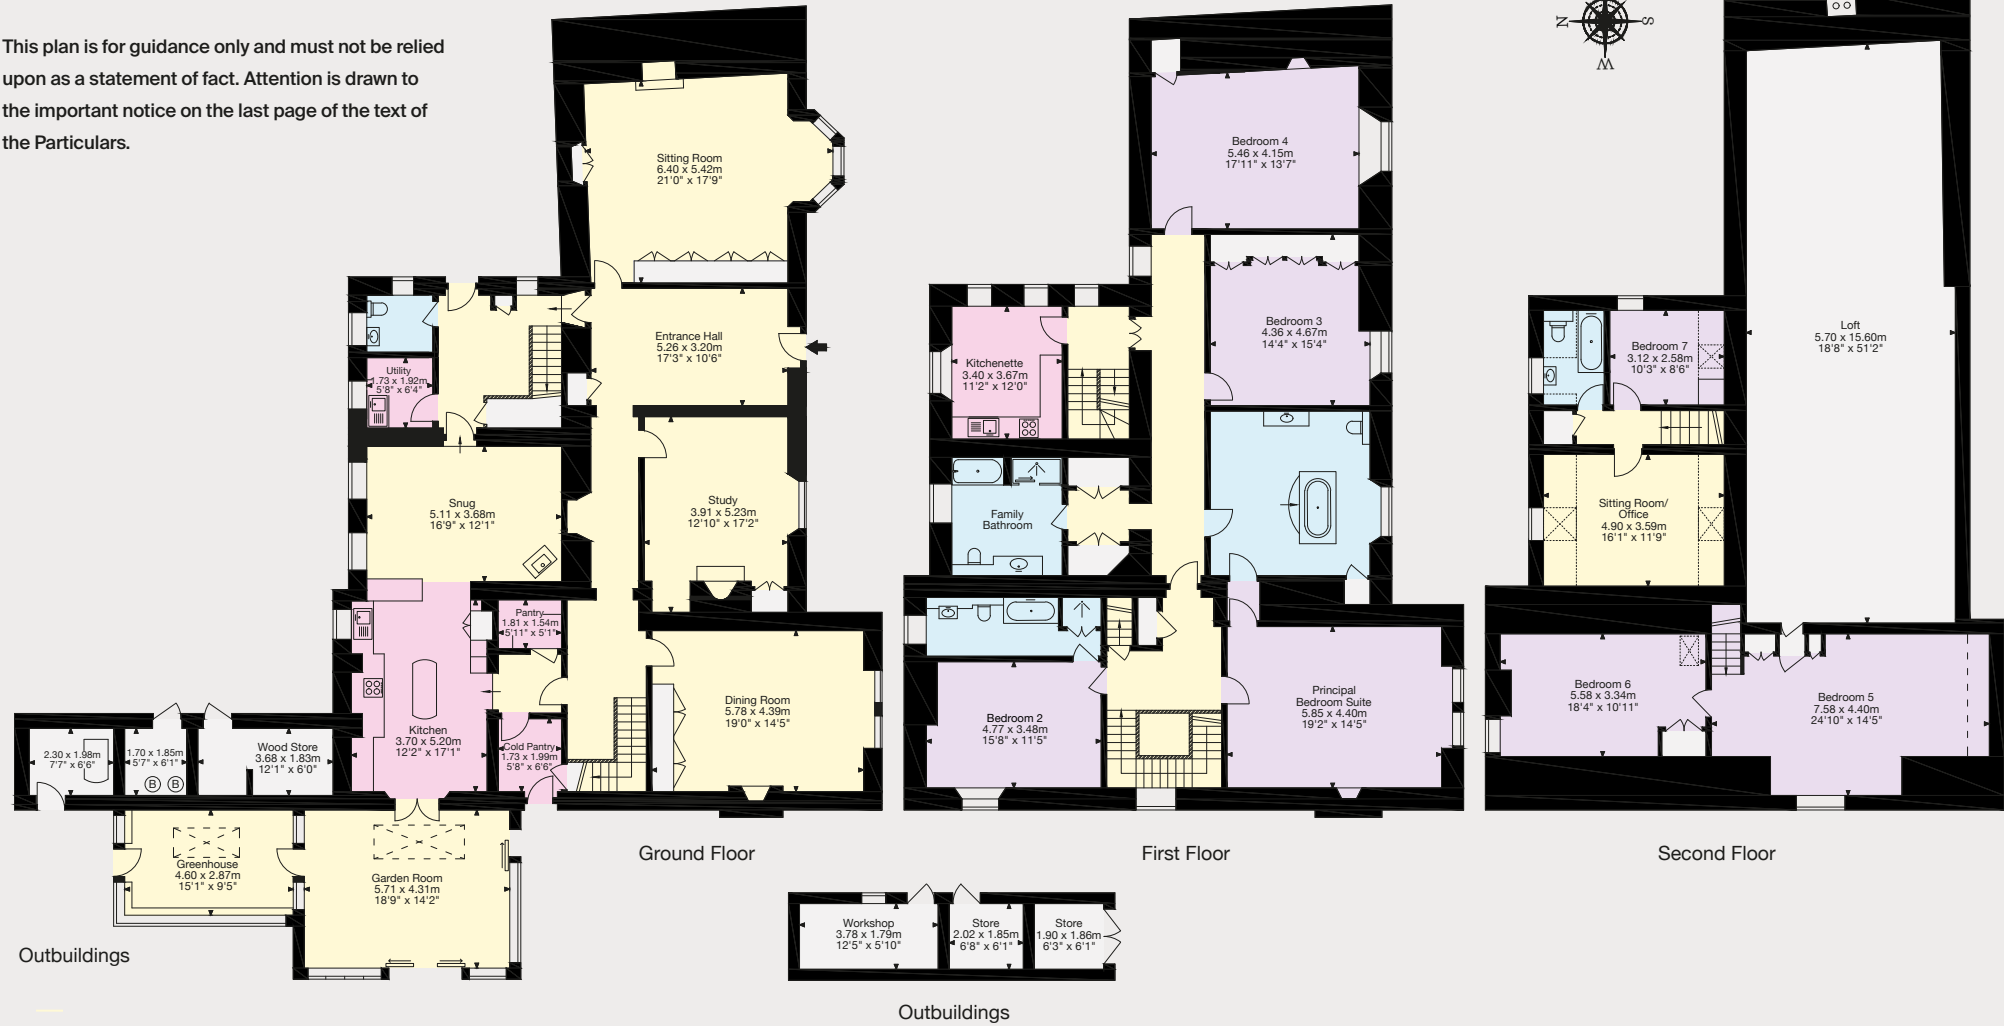 This plan is for guidance only and must not be relied
upon as a statement of fact. Attention is drawn to
the important notice on the last page of the text of
the Particulars.
Sitting Room
6.40 x 5.42m
21'0" x 17'9"
Entrance Hall
5.26 x 3.20m
17'3" x 10'6"
Utility
1.73 x 1.92m
5'8" x 6'4"
Snug
5.11 x 3.68m
16'9" x 12'1"
Study
3.91 x 5.23m
12'10" x 17'2"
Pantry
1.81 x 1.54m
5'11" x 5'1"
Dining Room
5.78 x 4.39m
19'0" x 14'5"
Kitchen
3.70 x 5.20m
12'2" x 17'1"
Cold Pantry
1.73 x 1.99m
5'8" x 6'6"
2.30 x 1.98m
7'7" x 6'6"
1.70 x 1.85m
5'7" x 6'1"
B B
Wood Store
3.68 x 1.83m
12'1" x 6'0"
Greenhouse
4.60 x 2.87m
15'1" x 9'5"
Garden Room
5.71 x 4.31m
18'9" x 14'2"
Ground Floor
Outbuildings
Bedroom 4
5.46 x 4.15m
17'11" x 13'7"
Bedroom 3
4.36 x 4.67m
14'4" x 15'4"
Kitchenette
3.40 x 3.67m
11'2" x 12'0"
Family
Bathroom
Bedroom 2
4.77 x 3.48m
15'8" x 11'5"
Principal
Bedroom Suite
5.85 x 4.40m
19'2" x 14'5"
First Floor
Workshop
3.78 x 1.79m
12'5" x 5'10"
Store
2.02 x 1.85m
6'8" x 6'1"
Store
1.90 x 1.86m
6'3" x 6'1"
Outbuildings
N
S
W
Loft
5.70 x 15.60m
18'8" x 51'2"
Bedroom 7
3.12 x 2.58m
10'3" x 8'6"
Sitting Room/
Office
4.90 x 3.59m
16'1" x 11'9"
Bedroom 6
5.58 x 3.34m
18'4" x 10'11"
Bedroom 5
7.58 x 4.40m
24'10" x 14'5"
Second Floor